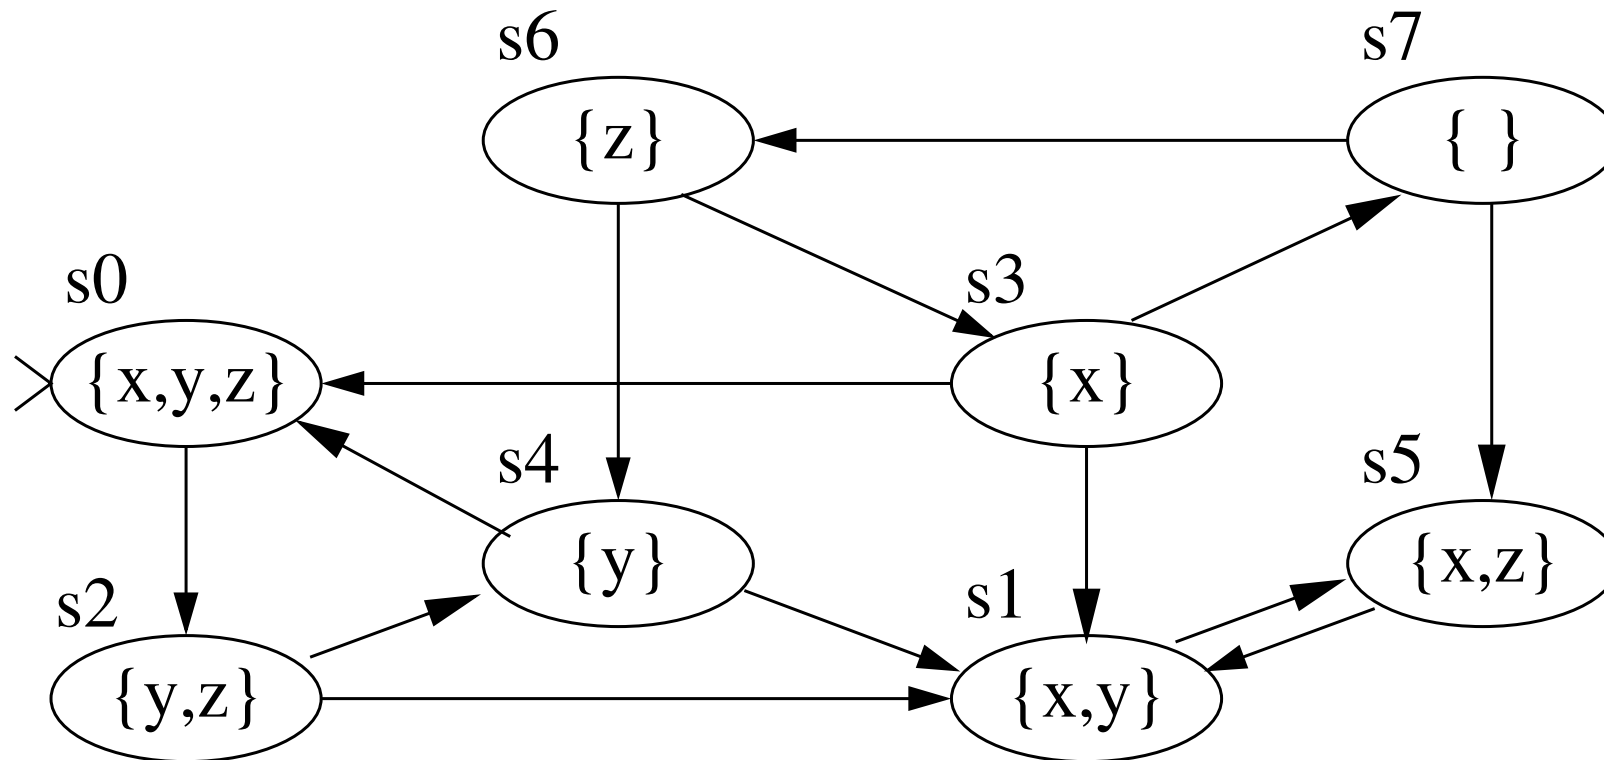 s6
s7
{z}
{ }
s0
s3
{x,y,z}
{x}
s4
s5
{y}
{x,z}
s2
s1
{y,z}
{x,y}